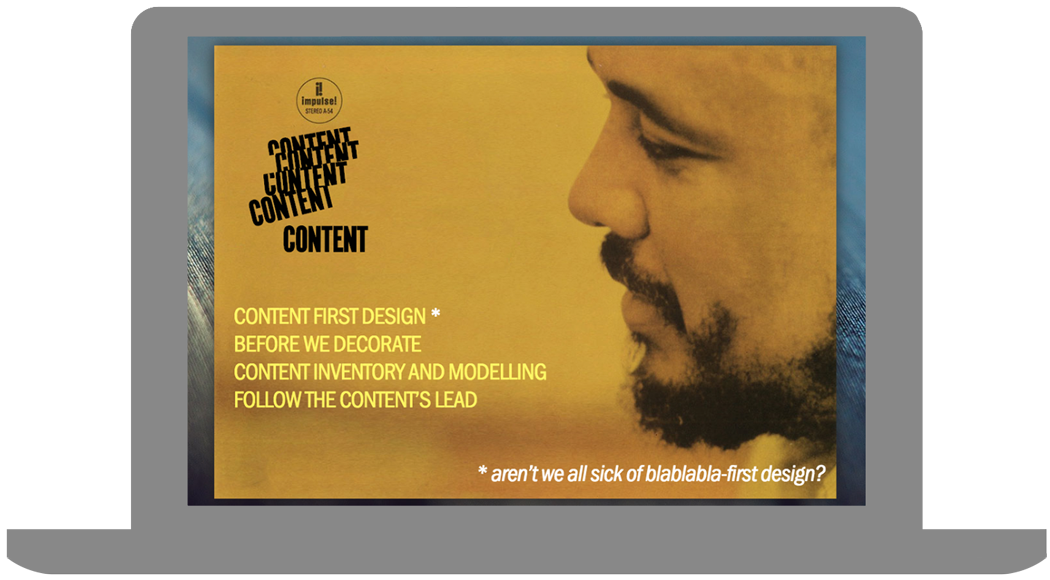 impulse!
STEREO A-54
CONTENT
CONTENT
CONTENT
CONTENT
CONTENT
CONTENT FIRST DESIGN *
BEFORE WE DECORATE
CONTENT INVENTORY AND MODELLING
FOLLOW THE CONTENT'S LEAD
* aren't we all sick of blablabla-first design?